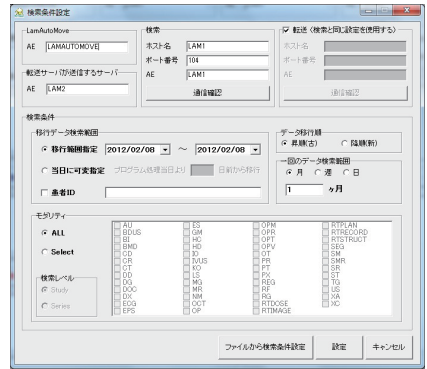 検索条件設定
LamAutoMove
AE LAMAUTOMOVE
転送サーバが送信するサーバ
AE LAM2
検索
ホスト名 LAM1
ポート番号 104
AE LAM1
通信確認
転送（検索と同じ設定を使用する）
ホスト名
ポート番号
AE
通信確認
検索条件
移行データ検索範囲
移行範囲指定 2012/02/08 ～ 2012/02/08
当日に可変指定 プログラム処理当日より 日前から移行
患者ID
データ移行順
昇順(古) 降順(新)
一回のデータ検索範囲
月 週 日
1 ヶ月
モダリティ
ALL
Select
検索レベル
Study
Series
AU ES OPM RTPLAN
BDUS GM OPR RTRECORD
BI HC OPT RTSTRUCT
BMD HD OPV SEG
CD IO OT SM
CR IVUS PR SMR
CT KO PT SR
DD LS PX ST
DG MG REG TG
DOC MR RF US
DX NM RG XA
ECG OCT RTDOSE XC
EPS OP RTIMAGE
ファイルから検索条件設定 設定 キャンセル